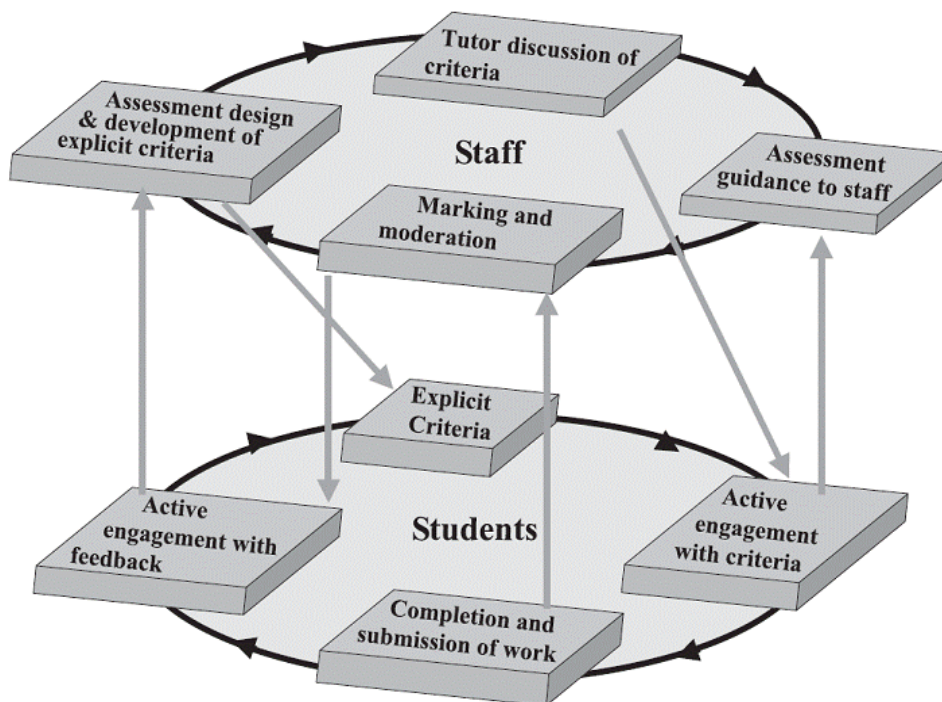 Tutor discussion of
criteria
Assessment design
& development of
explicit criteria
Staff
Assessment
guidance to staff
Marking and
moderation
Explicit
Criteria
Active
engagement with
feedback
Students
Active
engagement
with criteria
Completion and
submission of work